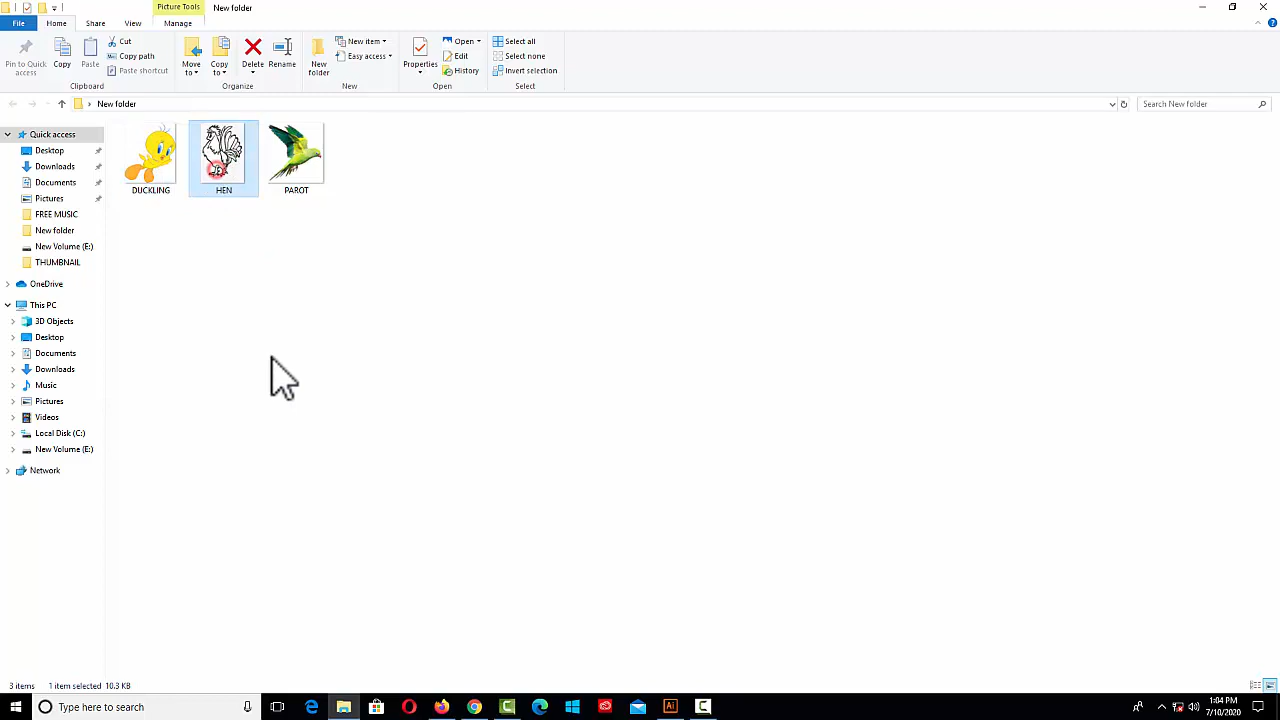 Picture Tools
New folder
File
Home
Share
View
Manage
Pin to Quick access
Copy
Paste
Cut
Copy path
Paste shortcut
Clipboard
Move to
Copy to
Delete
Rename
Organize
New folder
New item
Easy access
New
Properties
Open
Edit
History
Open
Select all
Select none
Invert selection
Select
New folder
Search New folder
Quick access
Desktop
Downloads
Documents
Pictures
FREE MUSIC
New folder
New Volume (E:)
THUMBNAIL
OneDrive
This PC
3D Objects
Desktop
Documents
Downloads
Music
Pictures
Videos
Local Disk (C:)
New Volume (E:)
Network
DUCKLING
HEN
PAROT
3 items
1 item selected 10.3 KB
Type here to search
Ai
1:04 PM
7/10/2020